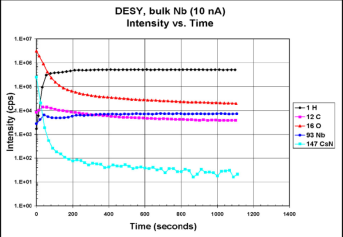 DESY, bulk Nb (10 nA)
Intensity vs. Time
Intensity (cps)
1.E+07
1.E+06
1.E+05
1.E+04
1.E+03
1.E+02
1.E+01
1.E+00
0 200 400 600 800 1000 1200 1400
Time (seconds)
1 H
12 C
16 O
93 Nb
147 CsN